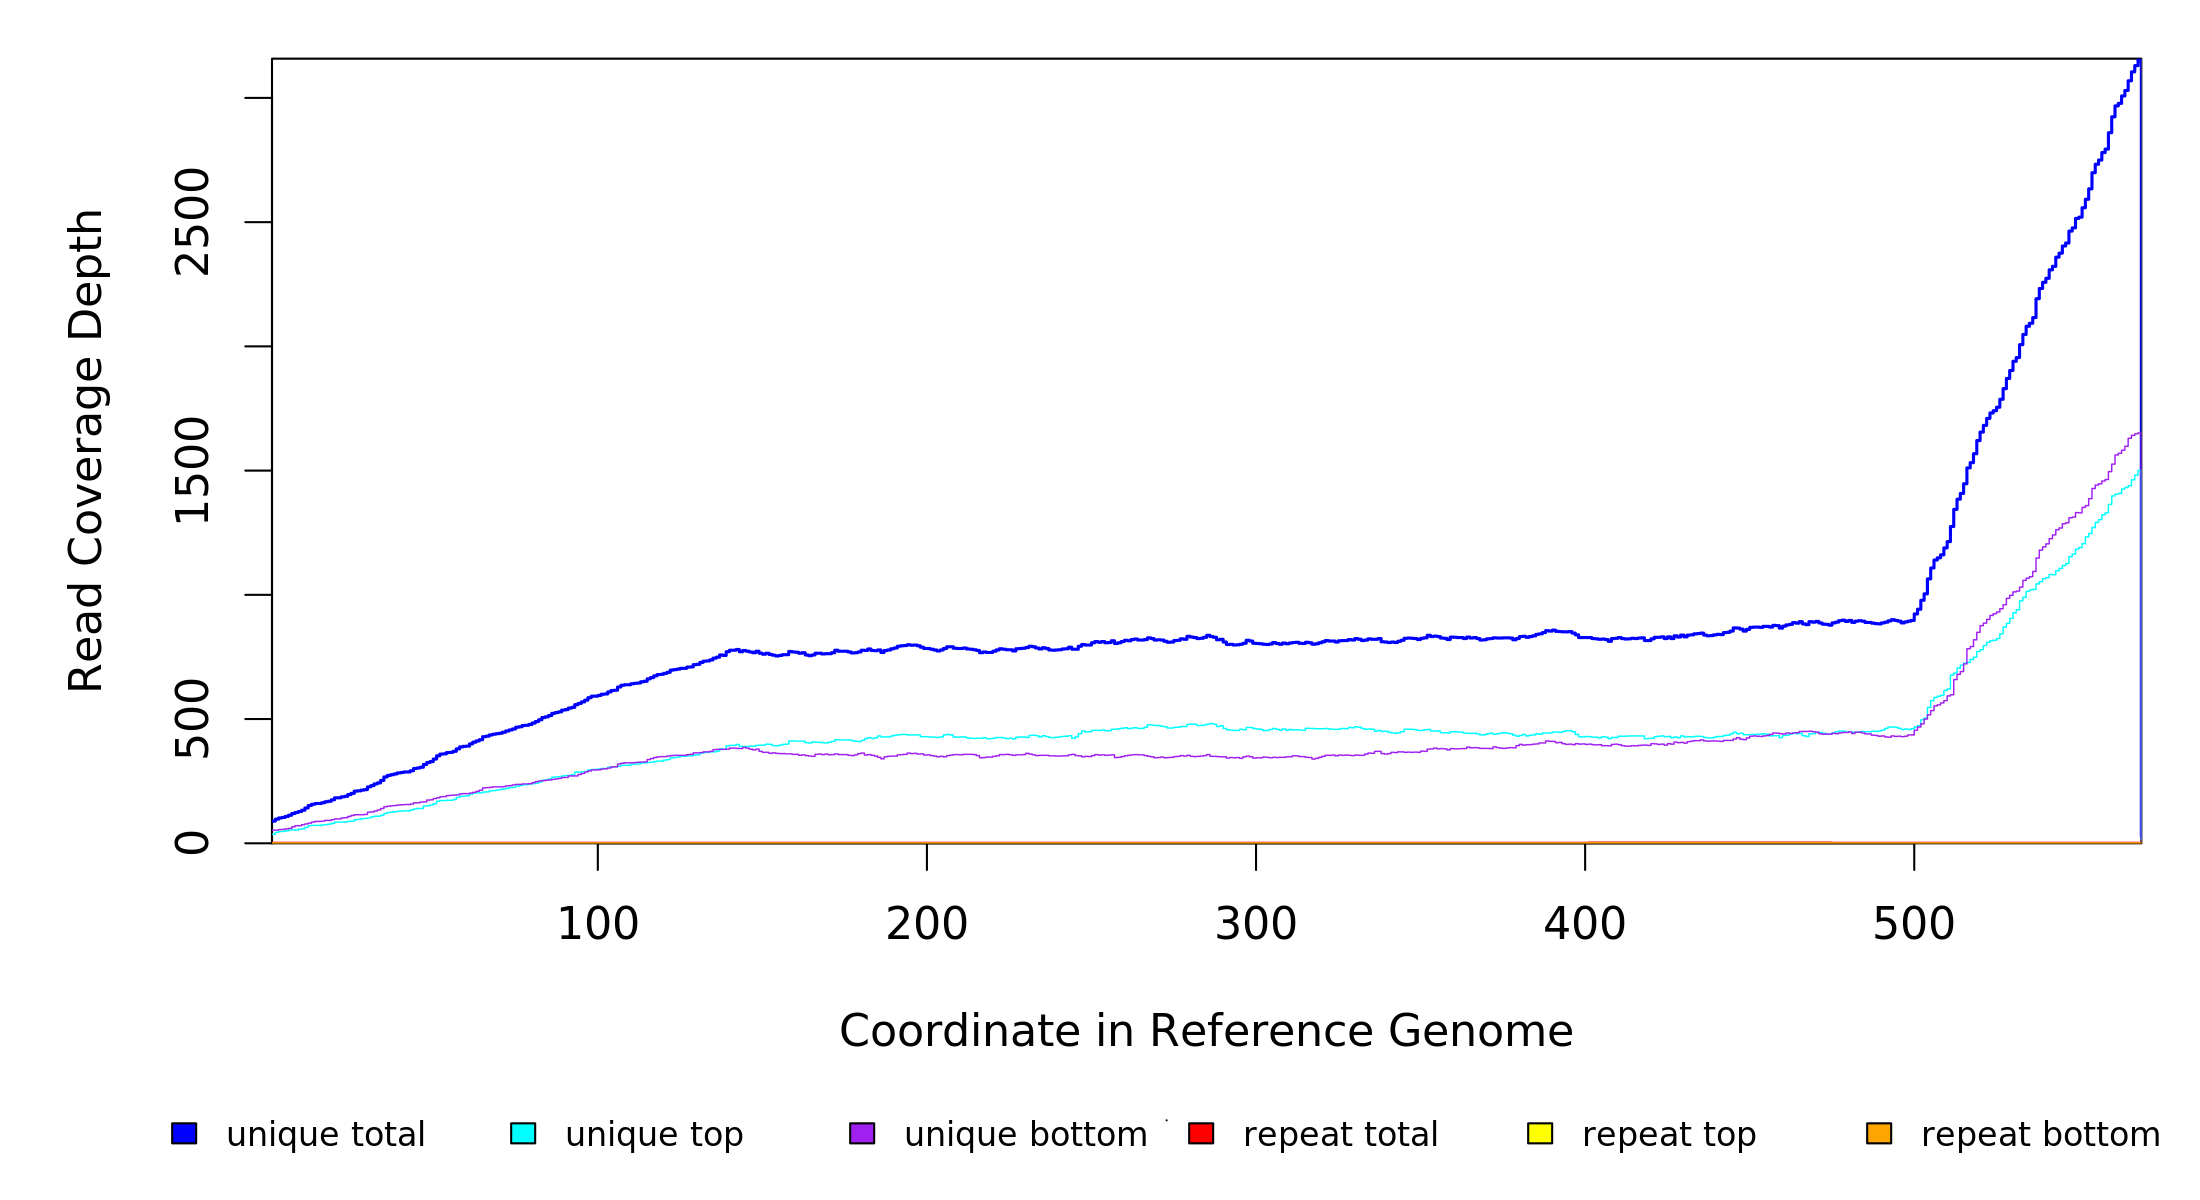 Read Coverage Depth
2500
1500
500
0
100 200 300 400 500
Coordinate in Reference Genome
unique total unique top unique bottom repeat total repeat top repeat bottom